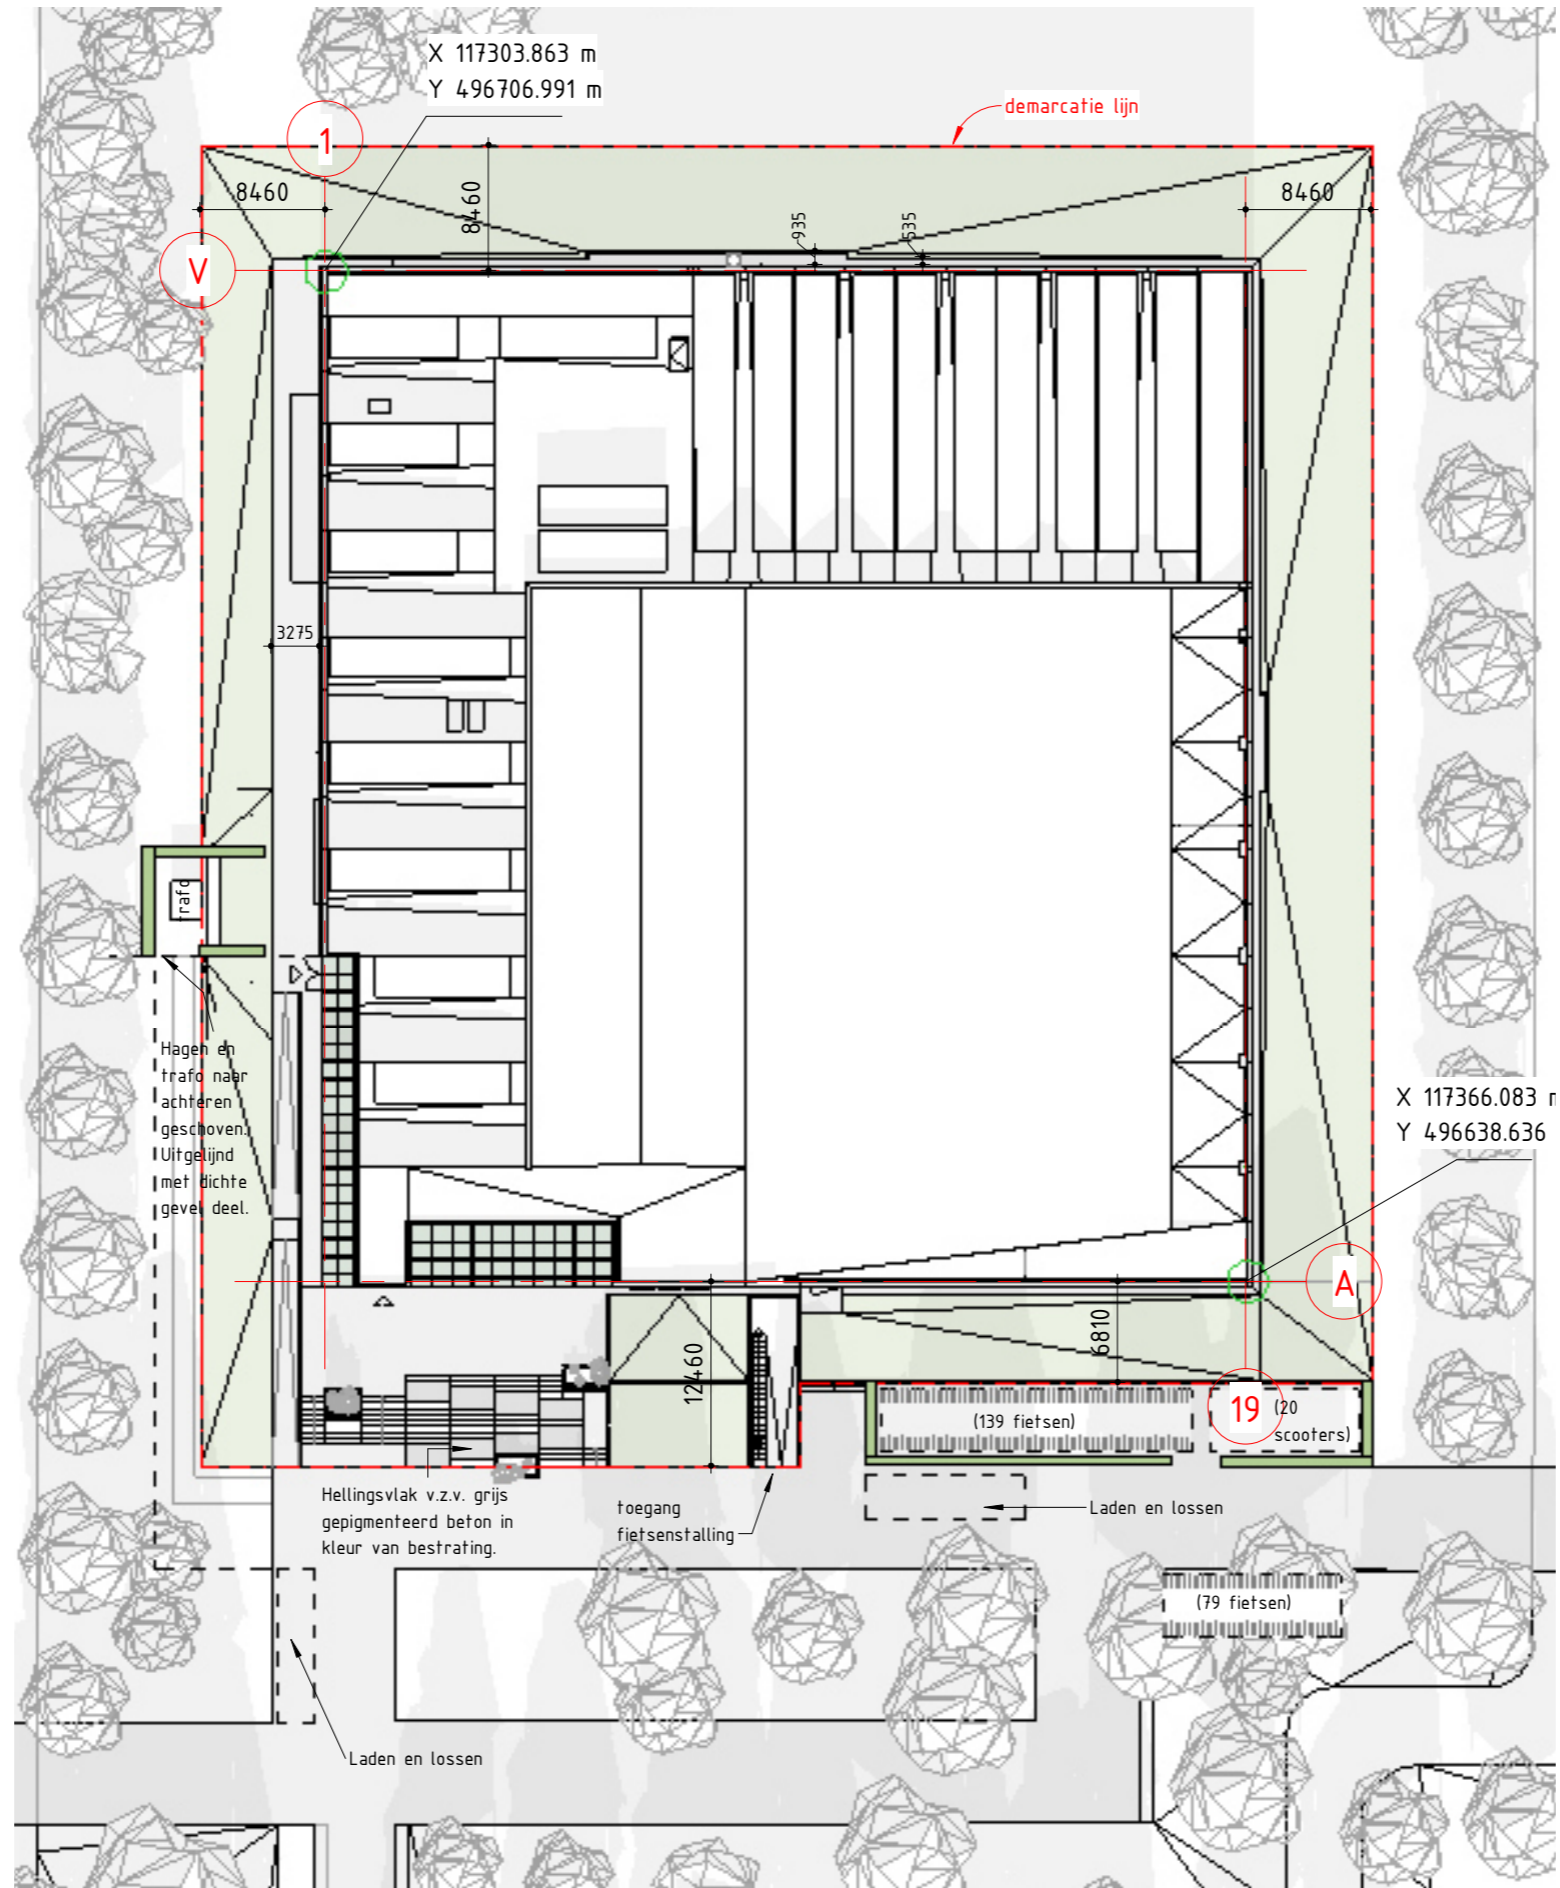 X 117303.863 m
Y 496706.991 m
demarcatie lijn
1
8460
8460
8460
935
535
V
3275
trafo
Hagen en
trafo naar
achteren
geschoven.
Uitgelijnd
met dichte
gevel deel.
X 117366.083 m
Y 496638.636
A
6810
12460
19
(139 fietsen)
(20
scooters)
Hellingsvlak v.z.v. grijs
gepigmenteerd beton in
kleur van bestrating.
toegang
fietsenstalling
Laden en lossen
(79 fietsen)
Laden en lossen